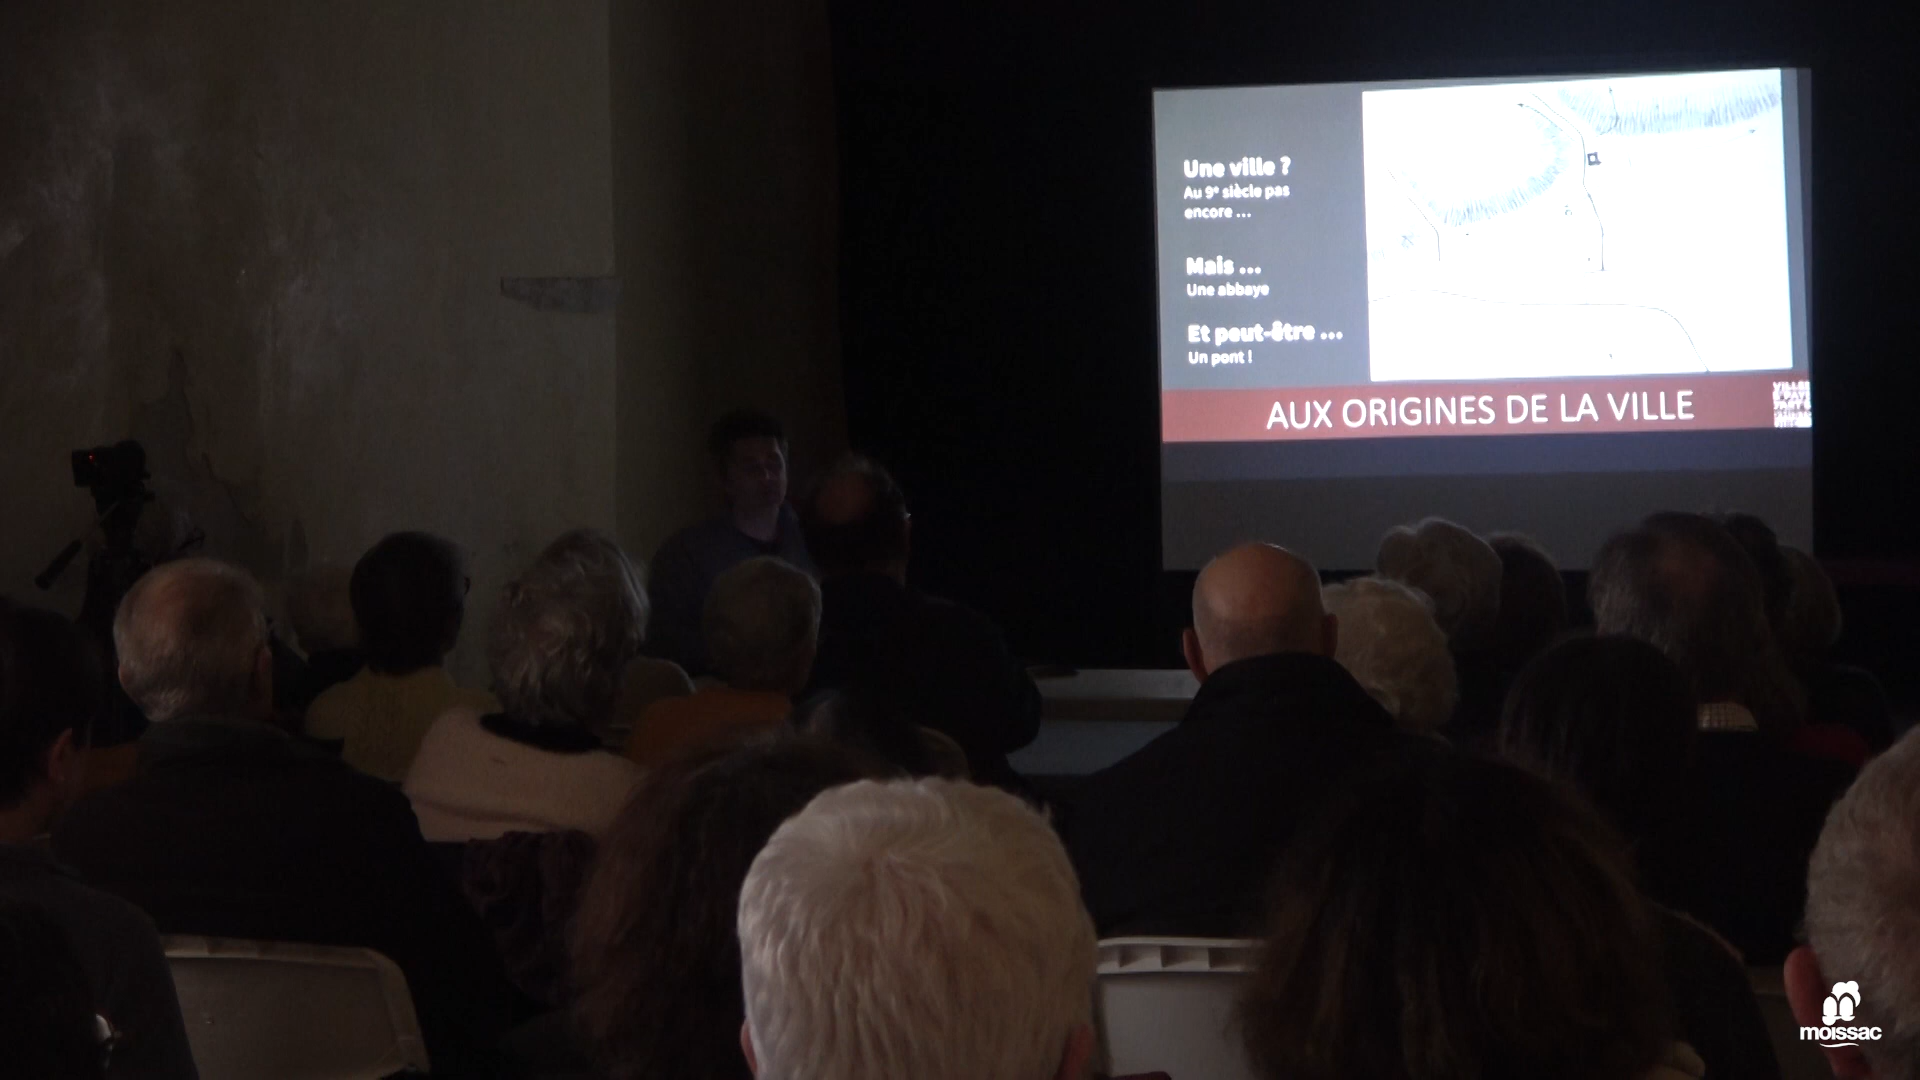 Une ville ?
Au 9e siècle pas
encore ...
Mais ...
Une abbaye
Et peut-être ...
Un pont !
AUX ORIGINES DE LA VILLE
moissac